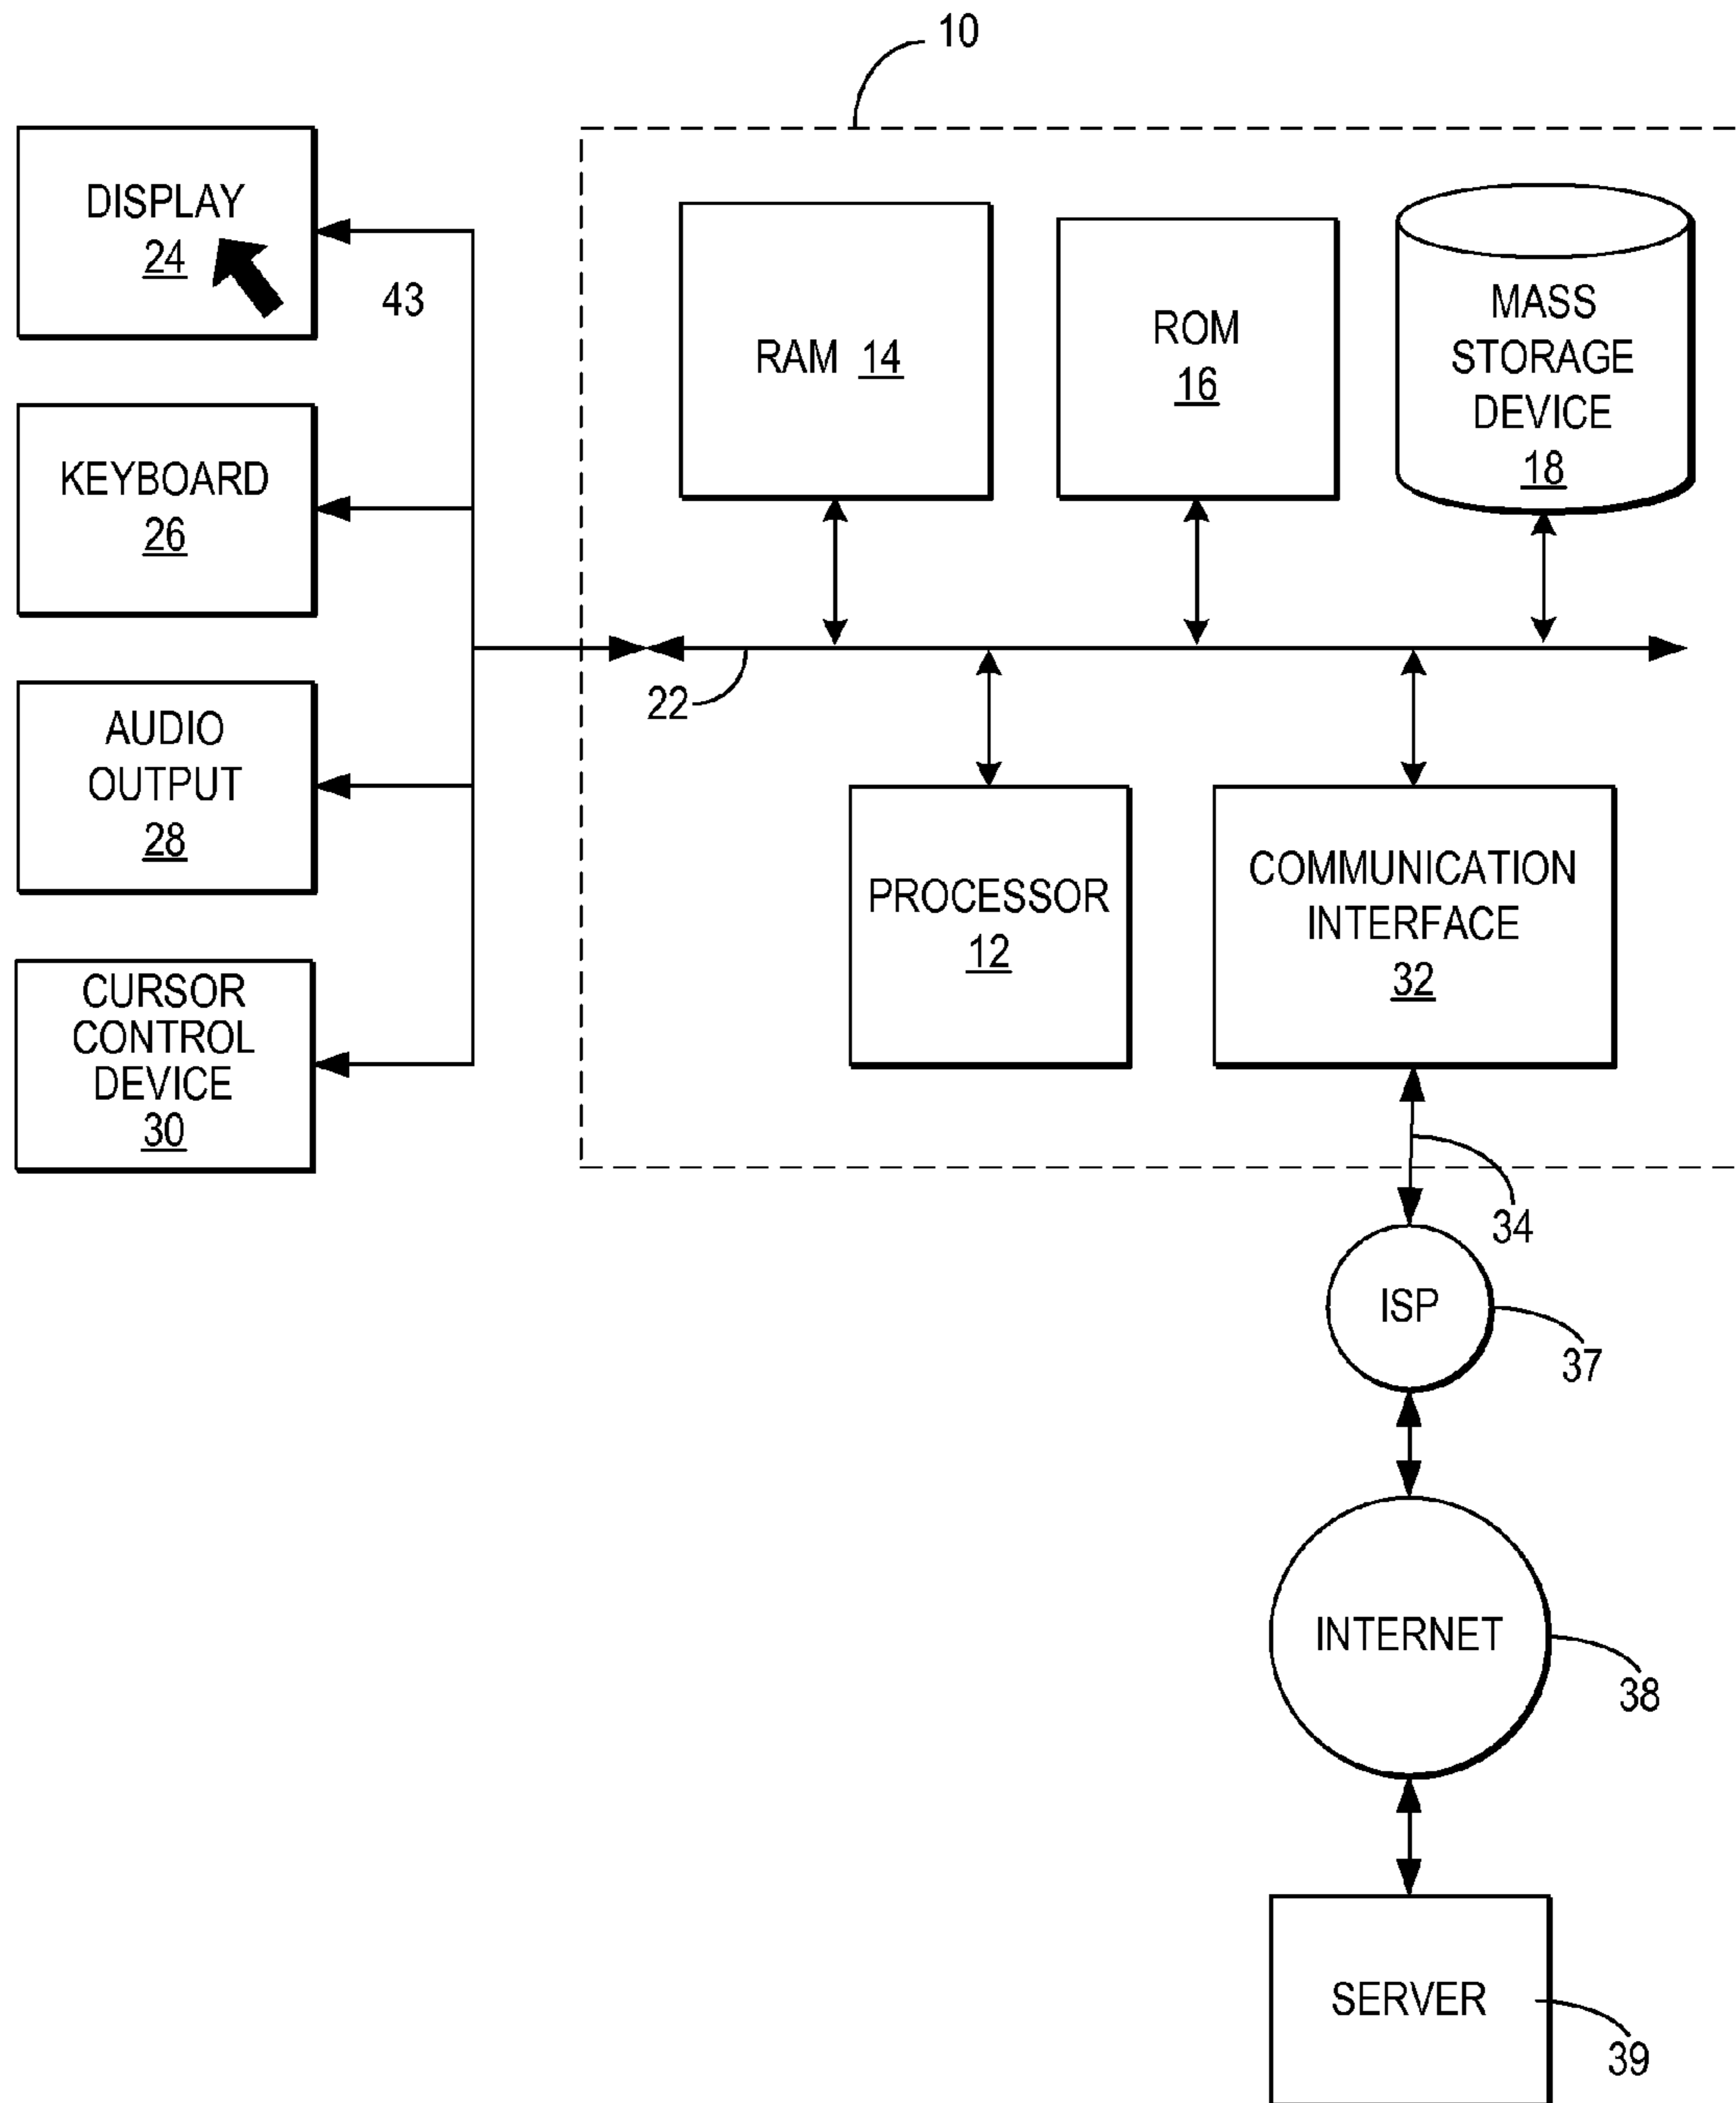 10
DISPLAY
24
43
KEYBOARD
26
AUDIO
OUTPUT
28
CURSOR
CONTROL
DEVICE
30
RAM 14
ROM
16
MASS
STORAGE
DEVICE
18
22
PROCESSOR
12
COMMUNICATION
INTERFACE
32
34
ISP
37
INTERNET
38
SERVER
39